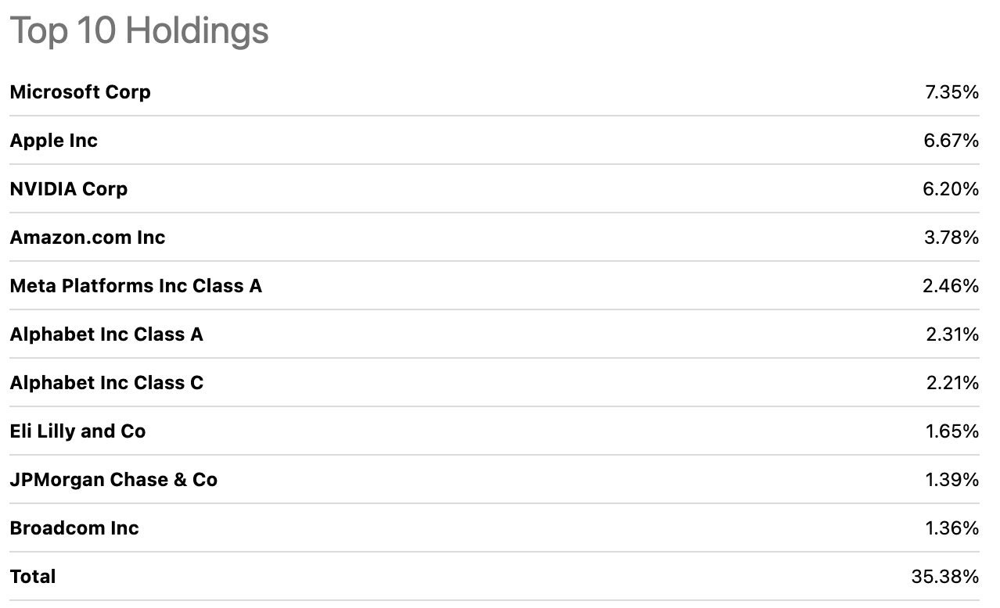 Top 10 Holdings
Microsoft Corp 7.35%
Apple Inc 6.67%
NVIDIA Corp 6.20%
Amazon.com Inc 3.78%
Meta Platforms Inc Class A 2.46%
Alphabet Inc Class A 2.31%
Alphabet Inc Class C 2.21%
Eli Lilly and Co 1.65%
JPMorgan Chase & Co 1.39%
Broadcom Inc 1.36%
Total 35.38%